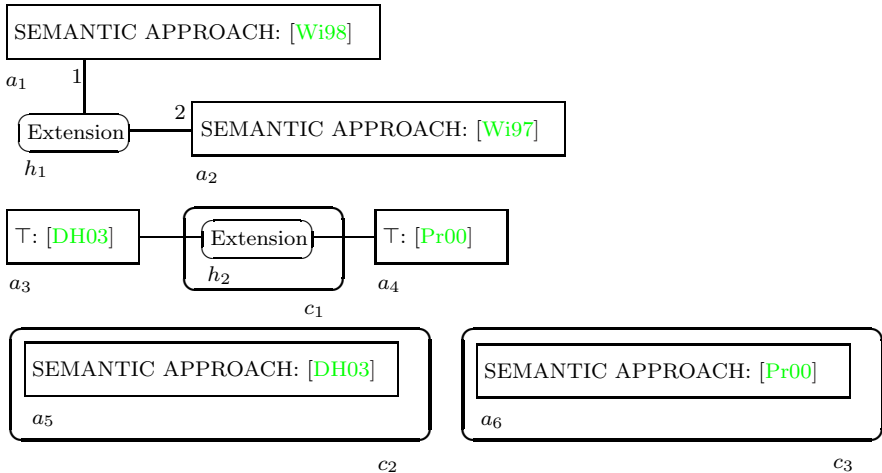 SEMANTIC APPROACH: [Wi98]
a1
1
Extension
2
SEMANTIC APPROACH: [Wi97]
h1
a2
⊤: [DH03]
Extension
⊤: [Pr00]
a3
h2
a4
c1
SEMANTIC APPROACH: [DH03]
SEMANTIC APPROACH: [Pr00]
a5
a6
c2
c3